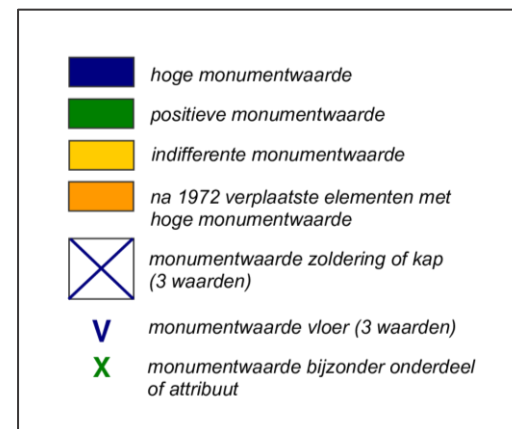 hoge monumentwaarde
positieve monumentwaarde
indifferente monumentwaarde
na 1972 verplaatste elementen met
hoge monumentwaarde
monumentwaarde zoldering of kap
(3 waarden)
V monumentwaarde vloer (3 waarden)
X monumentwaarde bijzonder onderdeel
of attribuut